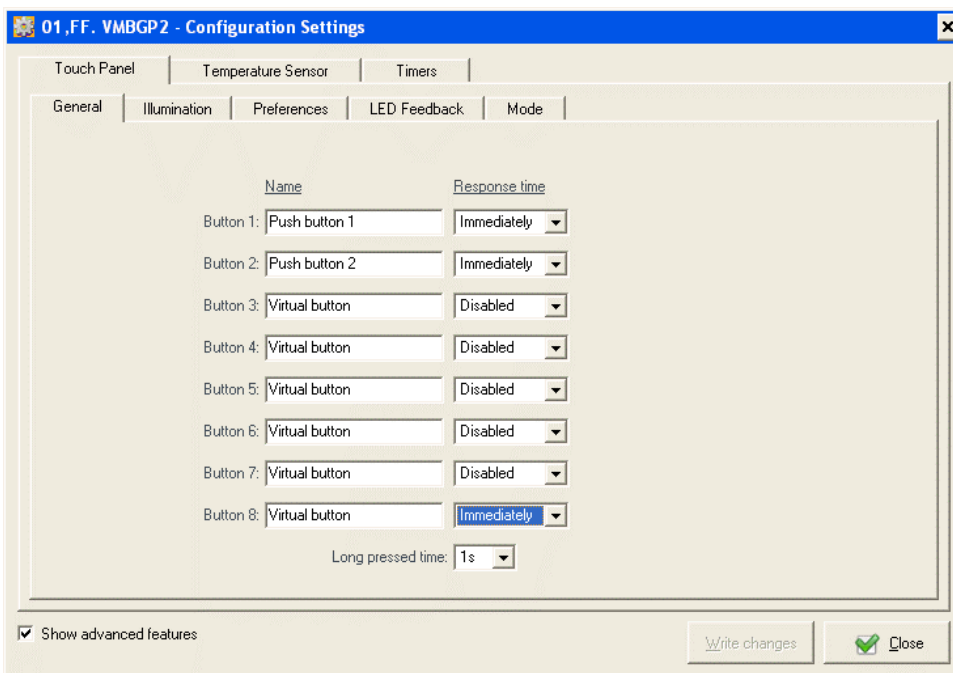 01,FF. VMBGP2 - Configuration Settings
Touch Panel Temperature Sensor Timers
General Illumination Preferences LED Feedback Mode
Name Response time
Button 1: Push button 1 Immediately
Button 2: Push button 2 Immediately
Button 3: Virtual button Disabled
Button 4: Virtual button Disabled
Button 5: Virtual button Disabled
Button 6: Virtual button Disabled
Button 7: Virtual button Disabled
Button 8: Virtual button Immediately
Long pressed time: 1s
Show advanced features Write changes Close